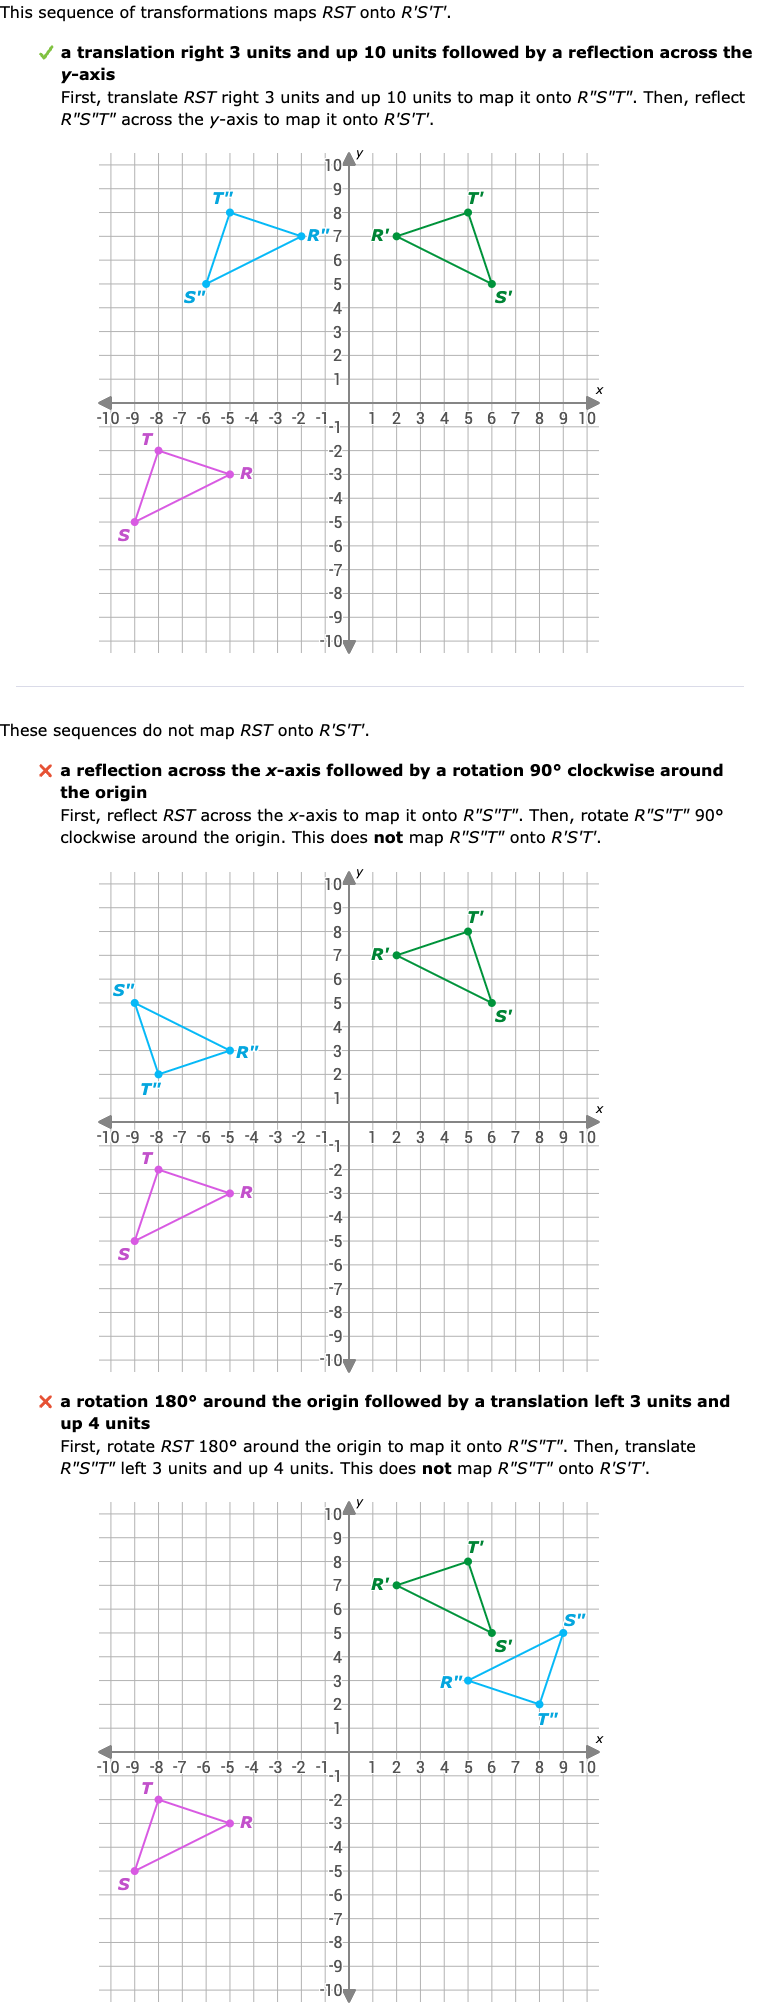 This sequence of transformations maps RST onto R'S'T'.
a translation right 3 units and up 10 units followed by a reflection across the
y-axis
First, translate RST right 3 units and up 10 units to map it onto R"S"T". Then, reflect
R"S"T" across the y-axis to map it onto R'S'T'.
y
10
9
T" T'
8
R" 7 R'
6
5
S" S'
4
3
2
1
x
-10 -9 -8 -7 -6 -5 -4 -3 -2 -1 1 2 3 4 5 6 7 8 9 10
-1
T
-2
R -3
-4
-5
S
-6
-7
-8
-9
-10
These sequences do not map RST onto R'S'T'.
a reflection across the x-axis followed by a rotation 90° clockwise around
the origin
First, reflect RST across the x-axis to map it onto R"S"T". Then, rotate R"S"T" 90°
clockwise around the origin. This does not map R"S"T" onto R'S'T'.
y
10
9
T'
8
7 R'
6
S"
5
S'
4
R" 3
2
T"
1
x
-10 -9 -8 -7 -6 -5 -4 -3 -2 -1 1 2 3 4 5 6 7 8 9 10
-1
T
-2
R -3
-4
-5
S
-6
-7
-8
-9
-10
a rotation 180° around the origin followed by a translation left 3 units and
up 4 units
First, rotate RST 180° around the origin to map it onto R"S"T". Then, translate
R"S"T" left 3 units and up 4 units. This does not map R"S"T" onto R'S'T'.
y
10
9
T'
8
7 R'
6
S"
5
S'
4
3 R"
2
T"
1
x
-10 -9 -8 -7 -6 -5 -4 -3 -2 -1 1 2 3 4 5 6 7 8 9 10
-1
T
-2
R -3
-4
-5
S
-6
-7
-8
-9
-10